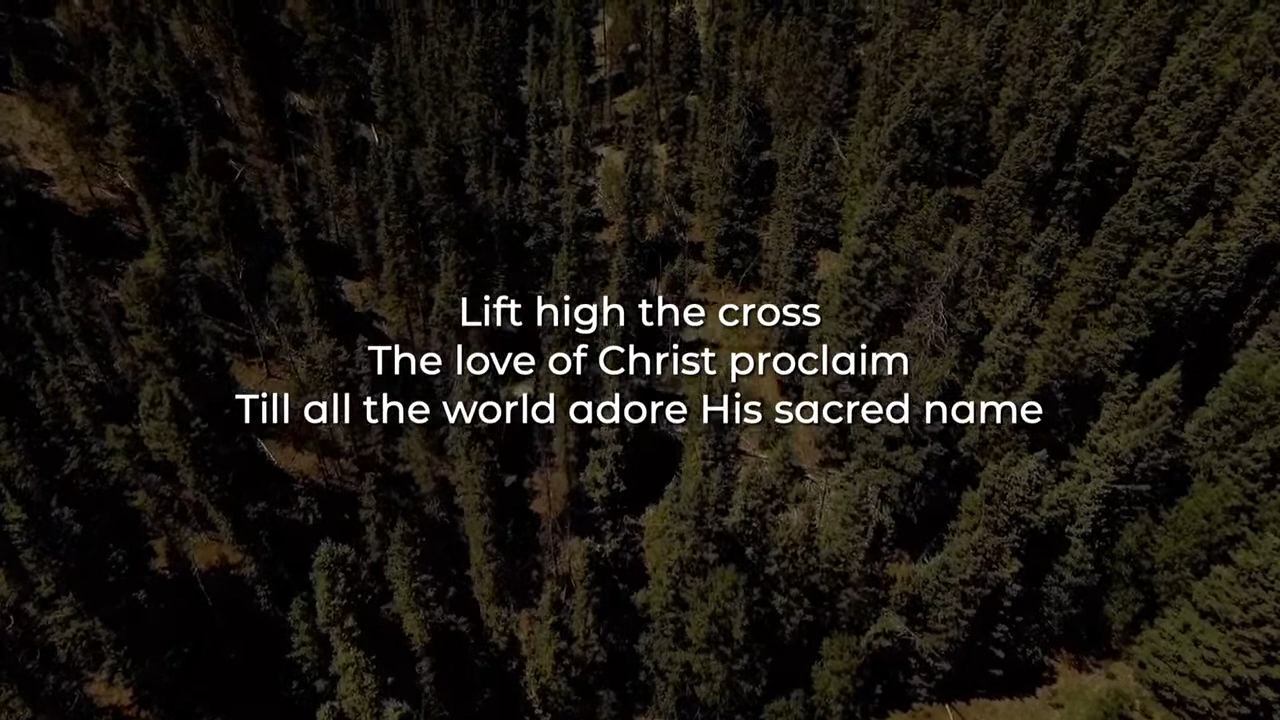 Lift high the cross
The love of Christ proclaim
Till all the world adore His sacred name